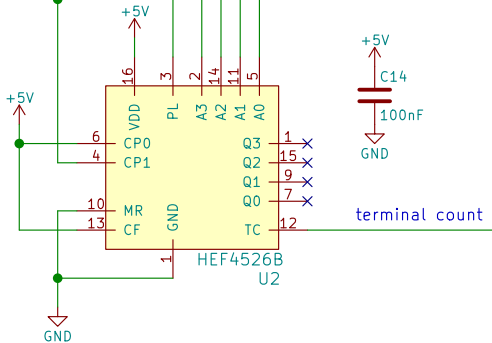 +5V
+5V
C14
100nF
GND
+5V
16
3
2
14
11
5
VDD
PL
A3
A2
A1
A0
6 CP0
4 CP1
10 MR
13 CF
GND
1
Q3 1
Q2 15
Q1 9
Q0 7
TC 12
terminal count
HEF4526B
U2
GND